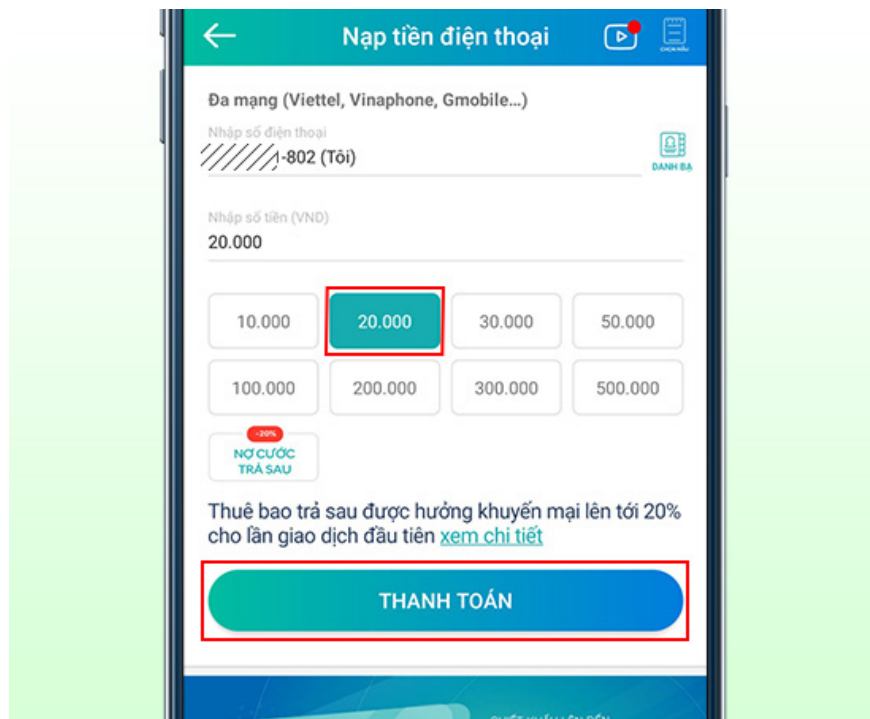 Nạp tiền điện thoại
CHỌN MẪU
Đa mạng (Viettel, Vinaphone, Gmobile...)
Nhập số điện thoại
-802 (Tôi)
DANH BẠ
Nhập số tiền (VND)
20.000
10.000 20.000 30.000 50.000
100.000 200.000 300.000 500.000
-20%
NỢ CƯỚC
TRẢ SAU
Thuê bao trả sau được hưởng khuyến mại lên tới 20%
cho lần giao dịch đầu tiên xem chi tiết
THANH TOÁN